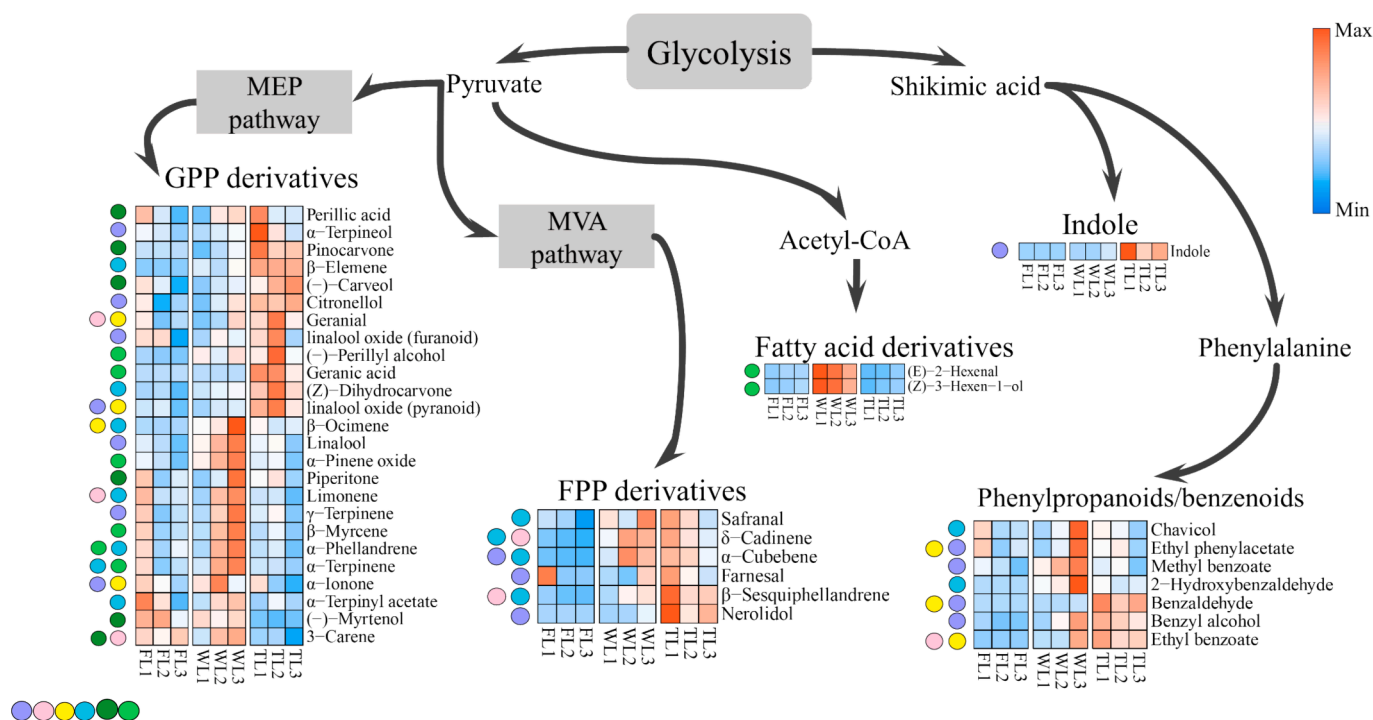 Glycolysis
Max
Min
MEP
pathway
Pyruvate
Shikimic acid
GPP derivatives
Perillic acid
α−Terpineol
Pinocarvone
β−Elemene
(−)−Carveol
Citronellol
Geranial
linalool oxide (furanoid)
(−)−Perillyl alcohol
Geranic acid
(Z)−Dihydrocarvone
linalool oxide (pyranoid)
β−Ocimene
Linalool
α−Pinene oxide
Piperitone
Limonene
γ−Terpinene
β−Myrcene
α−Phellandrene
α−Terpinene
α−Ionone
α−Terpinyl acetate
(−)−Myrtenol
3−Carene
FL1 FL2 FL3 WL1 WL2 WL3 TL1 TL2 TL3
MVA
pathway
FPP derivatives
Safranal
δ−Cadinene
α−Cubebene
Farnesal
β−Sesquiphellandrene
Nerolidol
FL1 FL2 FL3 WL1 WL2 WL3 TL1 TL2 TL3
Acetyl-CoA
Fatty acid derivatives
(E)−2−Hexenal
(Z)−3−Hexen−1−ol
FL1 FL2 FL3 WL1 WL2 WL3 TL1 TL2 TL3
Indole
Indole
FL1 FL2 FL3 WL1 WL2 WL3 TL1 TL2 TL3
Phenylalanine
Phenylpropanoids/benzenoids
Chavicol
Ethyl phenylacetate
Methyl benzoate
2−Hydroxybenzaldehyde
Benzaldehyde
Benzyl alcohol
Ethyl benzoate
FL1 FL2 FL3 WL1 WL2 WL3 TL1 TL2 TL3